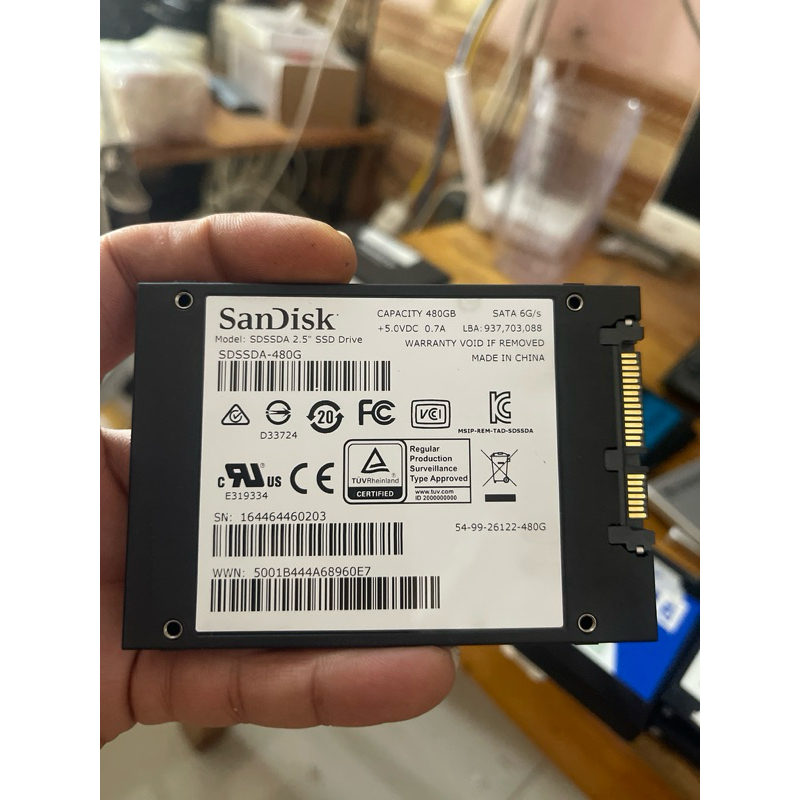 SanDisk
Model: SDSSDA 2.5" SSD Drive
SDSSDA-480G
CAPACITY 480GB
SATA 6G/s
+5.0VDC 0.7A
LBA: 937,703,088
WARRANTY VOID IF REMOVED
MADE IN CHINA
D33724
20
FC
VCI
MSIP-REM-TAD-SDSSDA
c RU US
E319334
CE
TÜVRheinland
CERTIFIED
Regular
Production
Surveillance
Type Approved
www.tuv.com
ID 2000000000
SN: 164464460203
54-99-26122-480G
WWN: 5001B444A68960E7